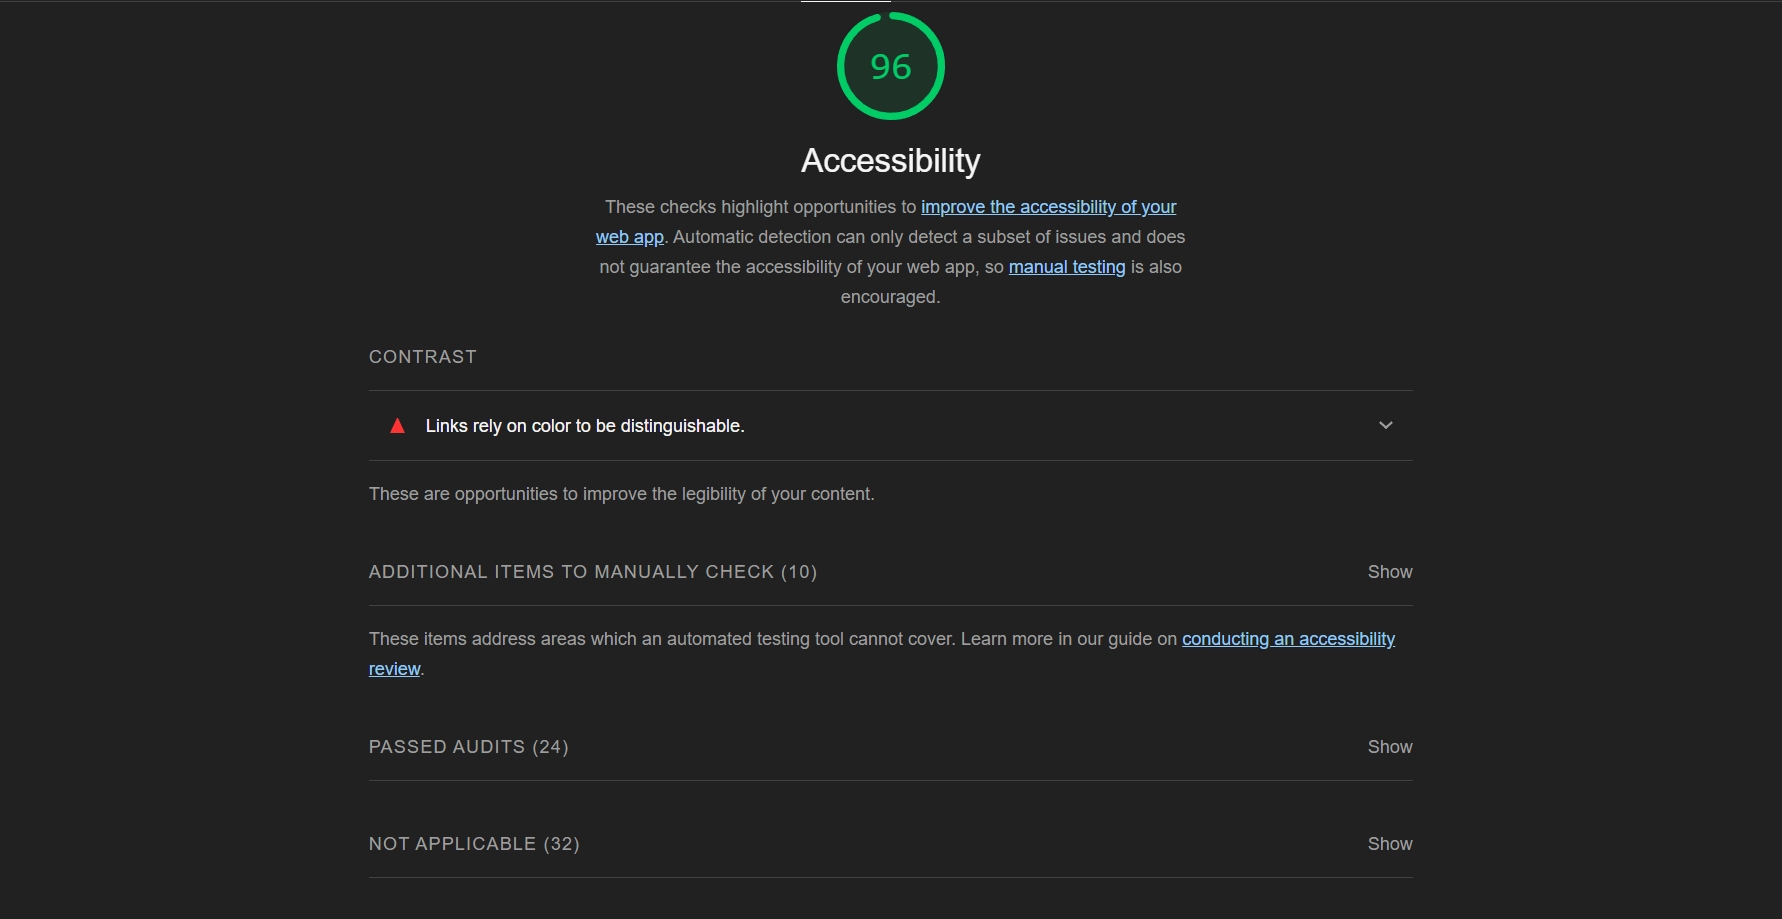 96
Accessibility
These checks highlight opportunities to improve the accessibility of your
web app. Automatic detection can only detect a subset of issues and does
not guarantee the accessibility of your web app, so manual testing is also
encouraged.
CONTRAST
Links rely on color to be distinguishable.
These are opportunities to improve the legibility of your content.
ADDITIONAL ITEMS TO MANUALLY CHECK (10) Show
These items address areas which an automated testing tool cannot cover. Learn more in our guide on conducting an accessibility
review.
PASSED AUDITS (24) Show
NOT APPLICABLE (32) Show